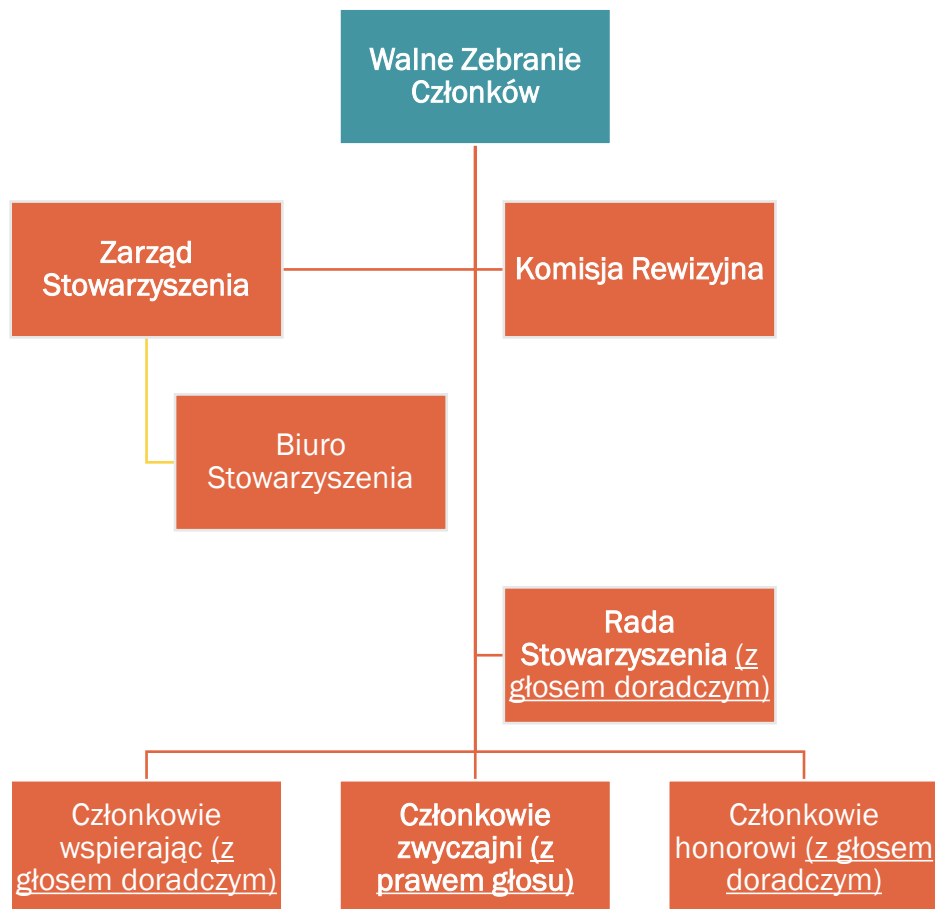 Walne Zebranie
Członków
Zarząd
Stowarzyszenia
Komisja Rewizyjna
Biuro
Stowarzyszenia
Rada
Stowarzyszenia (z
głosem doradczym)
Członkowie
wspierając (z
głosem doradczym)
Członkowie
zwyczajni (z
prawem głosu)
Członkowie
honorowi (z głosem
doradczym)